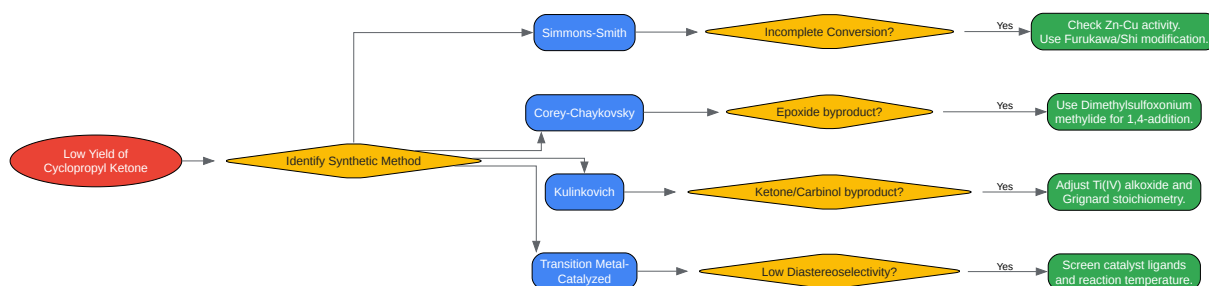 Low Yield of
Cyclopropyl Ketone
Identify Synthetic Method
Simmons-Smith
Incomplete Conversion?
Yes
Check Zn-Cu activity.
Use Furukawa/Shi modification.
Corey-Chaykovsky
Epoxide byproduct?
Yes
Use Dimethylsulfoxonium
methylide for 1,4-addition.
Kulinkovich
Ketone/Carbinol byproduct?
Yes
Adjust Ti(IV) alkoxide and
Grignard stoichiometry.
Transition Metal-
Catalyzed
Low Diastereoselectivity?
Yes
Screen catalyst ligands
and reaction temperature.